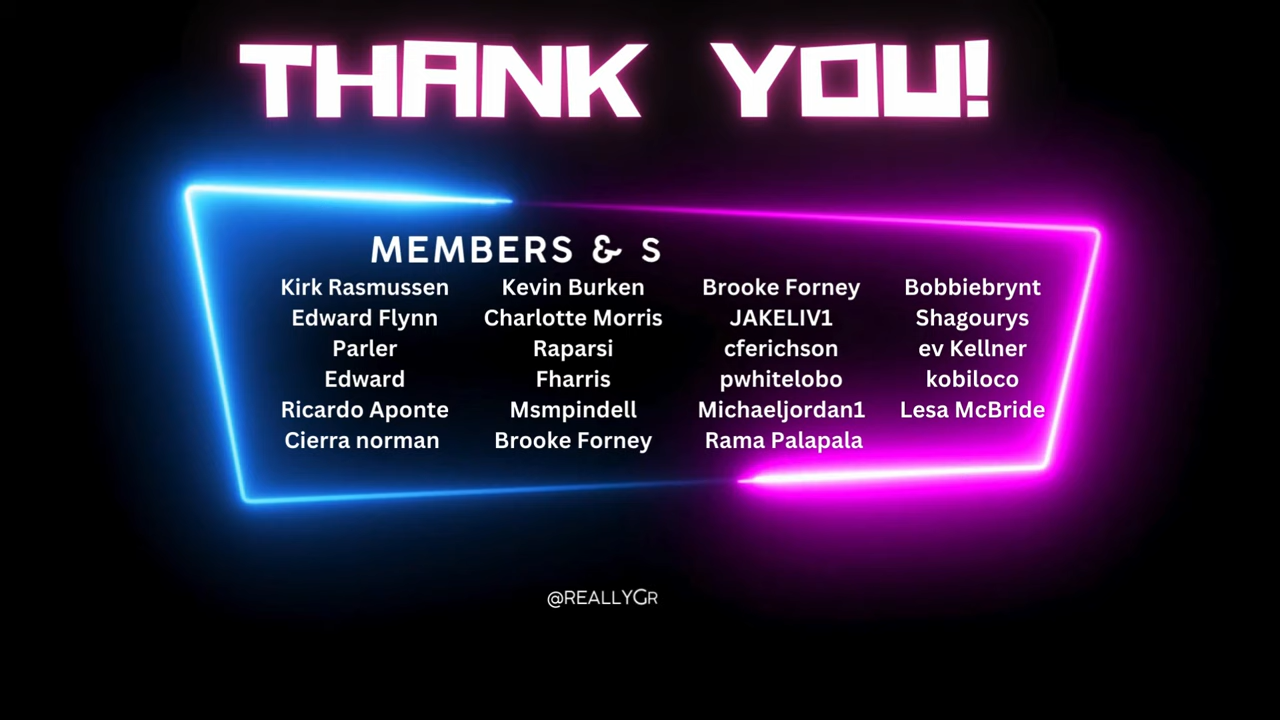 THANK YOU!
MEMBERS & S
Kirk Rasmussen Kevin Burken Brooke Forney Bobbiebrynt
Edward Flynn Charlotte Morris JAKELIV1 Shagourys
Parler Raparsi cferichson ev Kellner
Edward Fharris pwhitelobo kobiloco
Ricardo Aponte Msmpindell Michaeljordan1 Lesa McBride
Cierra norman Brooke Forney Rama Palapala
@REALLYGR